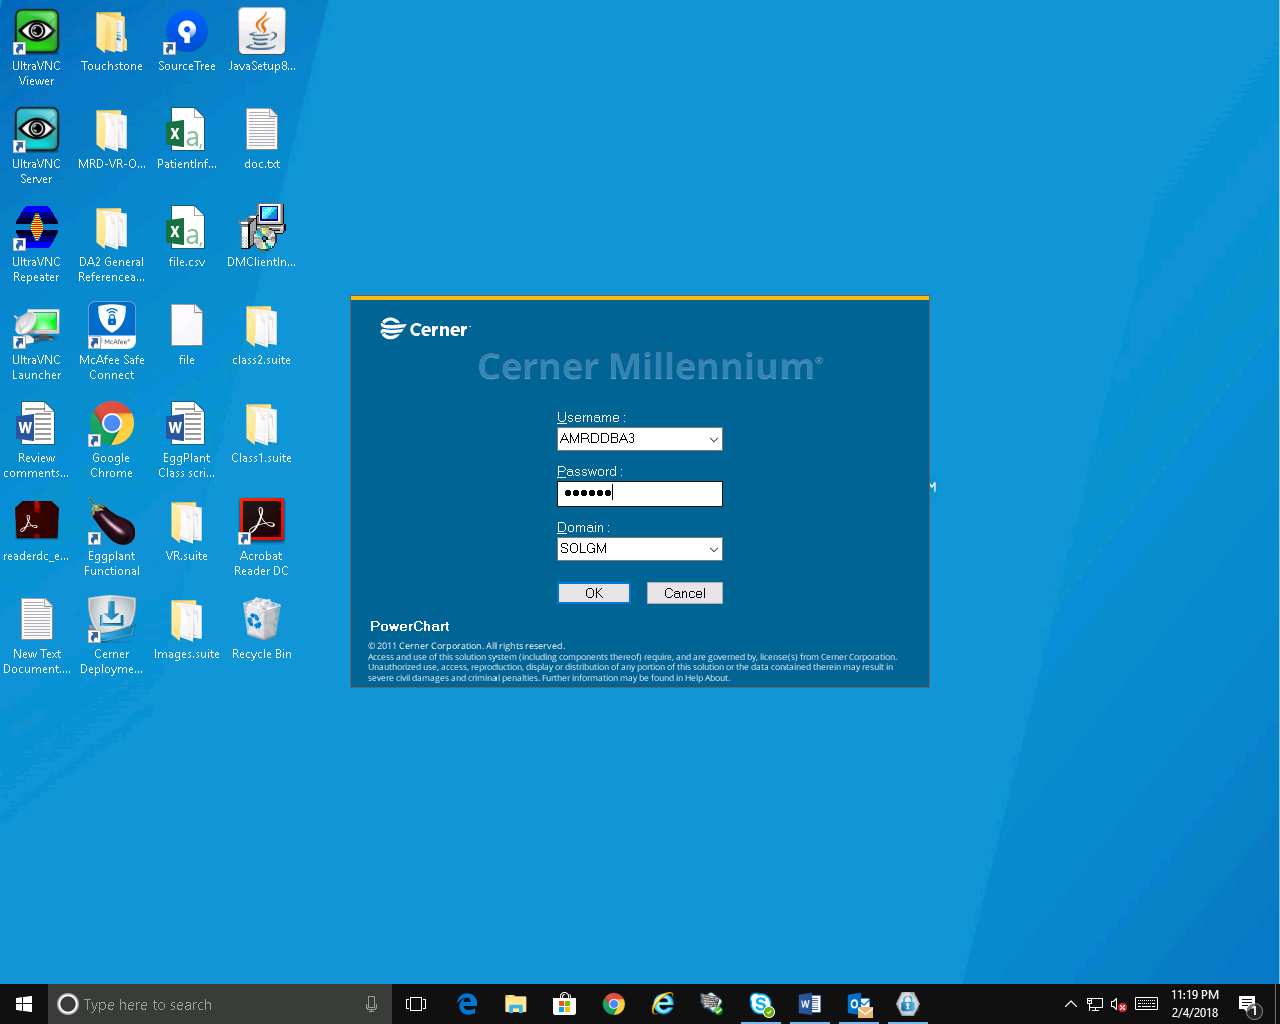 UltraVNC
Viewer
Touchstone
SourceTree
JavaSetup8...
UltraVNC
Server
MRD-VR-O...
PatientInf...
doc.txt
UltraVNC
Repeater
DA2 General
Referencea...
file.csv
DMClientIn...
UltraVNC
Launcher
McAfee Safe
Connect
file
class2.suite
Review
comments...
Google
Chrome
EggPlant
Class scri...
Class1.suite
readerdc_e...
Eggplant
Functional
VR.suite
Acrobat
Reader DC
New Text
Document....
Cerner
Deployme...
Images.suite
Recycle Bin
McAfee
Cerner
Cerner Millennium®
Username :
AMRDDBA3
Password :
Domain :
SOLGM
OK
Cancel
PowerChart
© 2011 Cerner Corporation. All rights reserved.
Access and use of this solution system (including components thereof) require, and are governed by, license(s) from Cerner Corporation.
Unauthorized use, access, reproduction, display or distribution of any portion of this solution or the data contained therein may result in
severe civil damages and criminal penalties. Further information may be found in Help About.
Type here to search
11:19 PM
2/4/2018
1